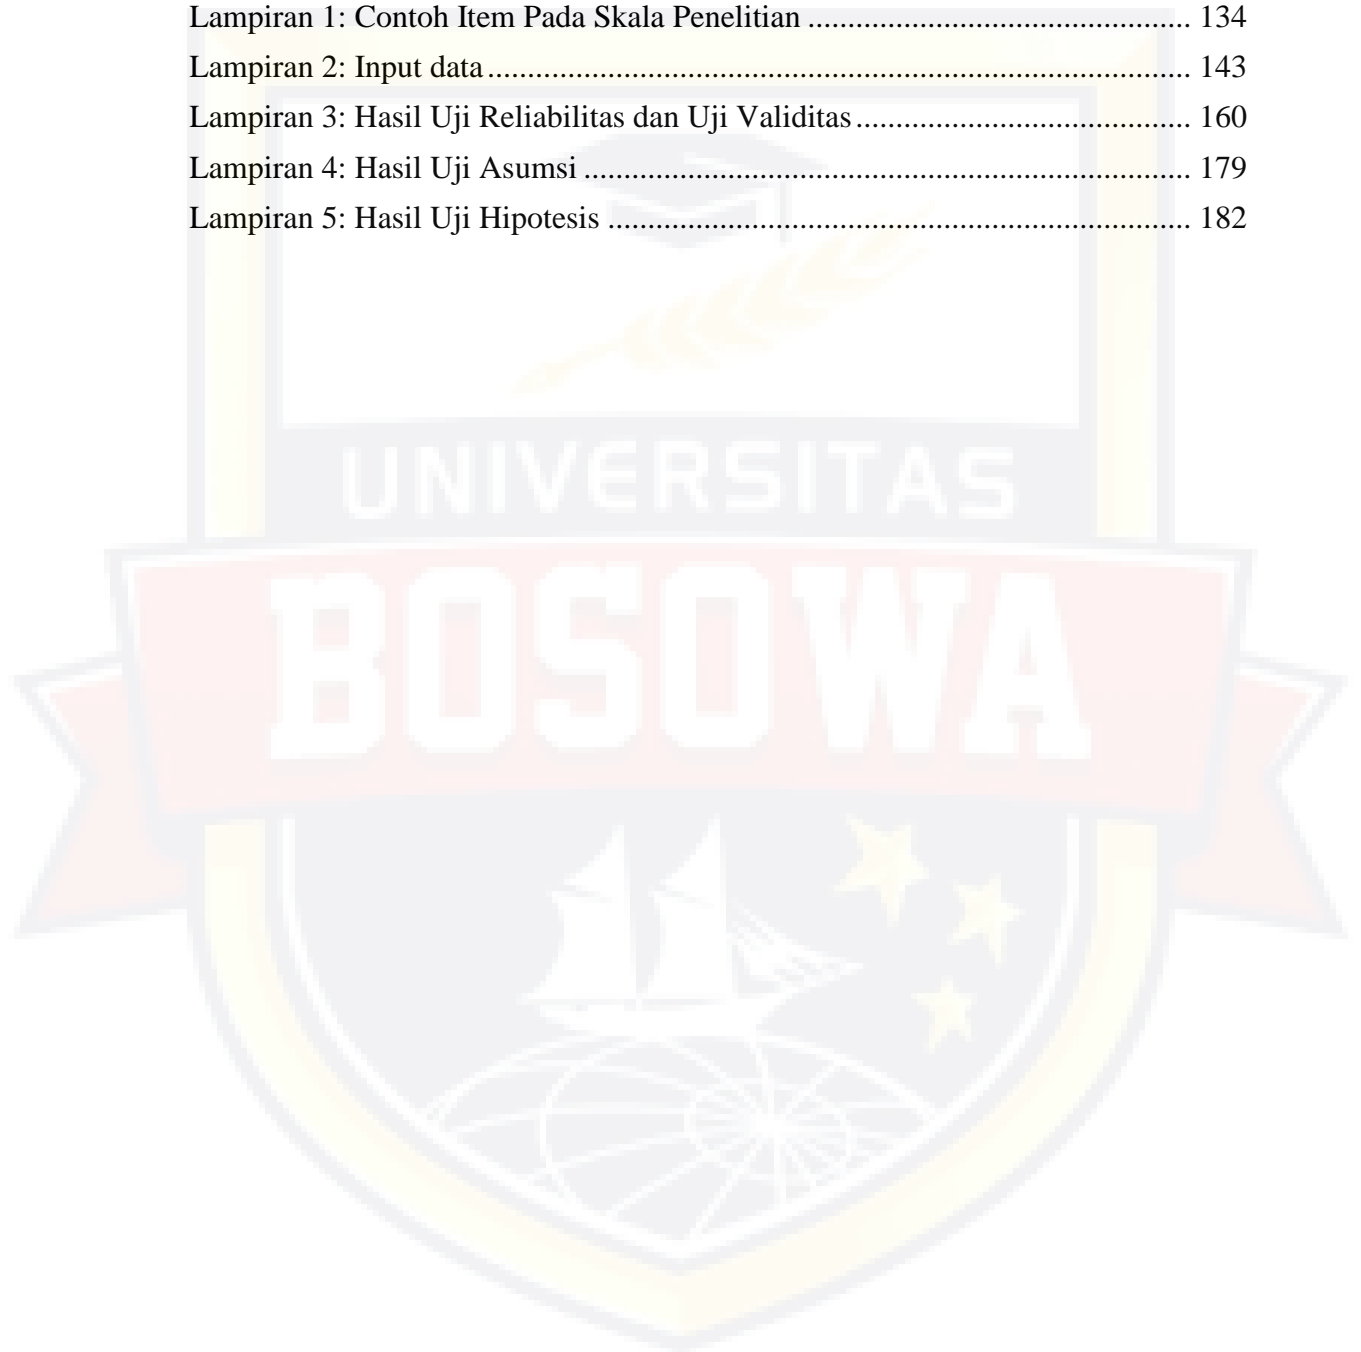 Lampiran 1: Contoh Item Pada Skala Penelitian ............................................... 134
Lampiran 2: Input data ........................................................................................ 143
Lampiran 3: Hasil Uji Reliabilitas dan Uji Validitas .......................................... 160
Lampiran 4: Hasil Uji Asumsi ............................................................................ 179
Lampiran 5: Hasil Uji Hipotesis ......................................................................... 182
UNIVERSITAS
BOSOWA